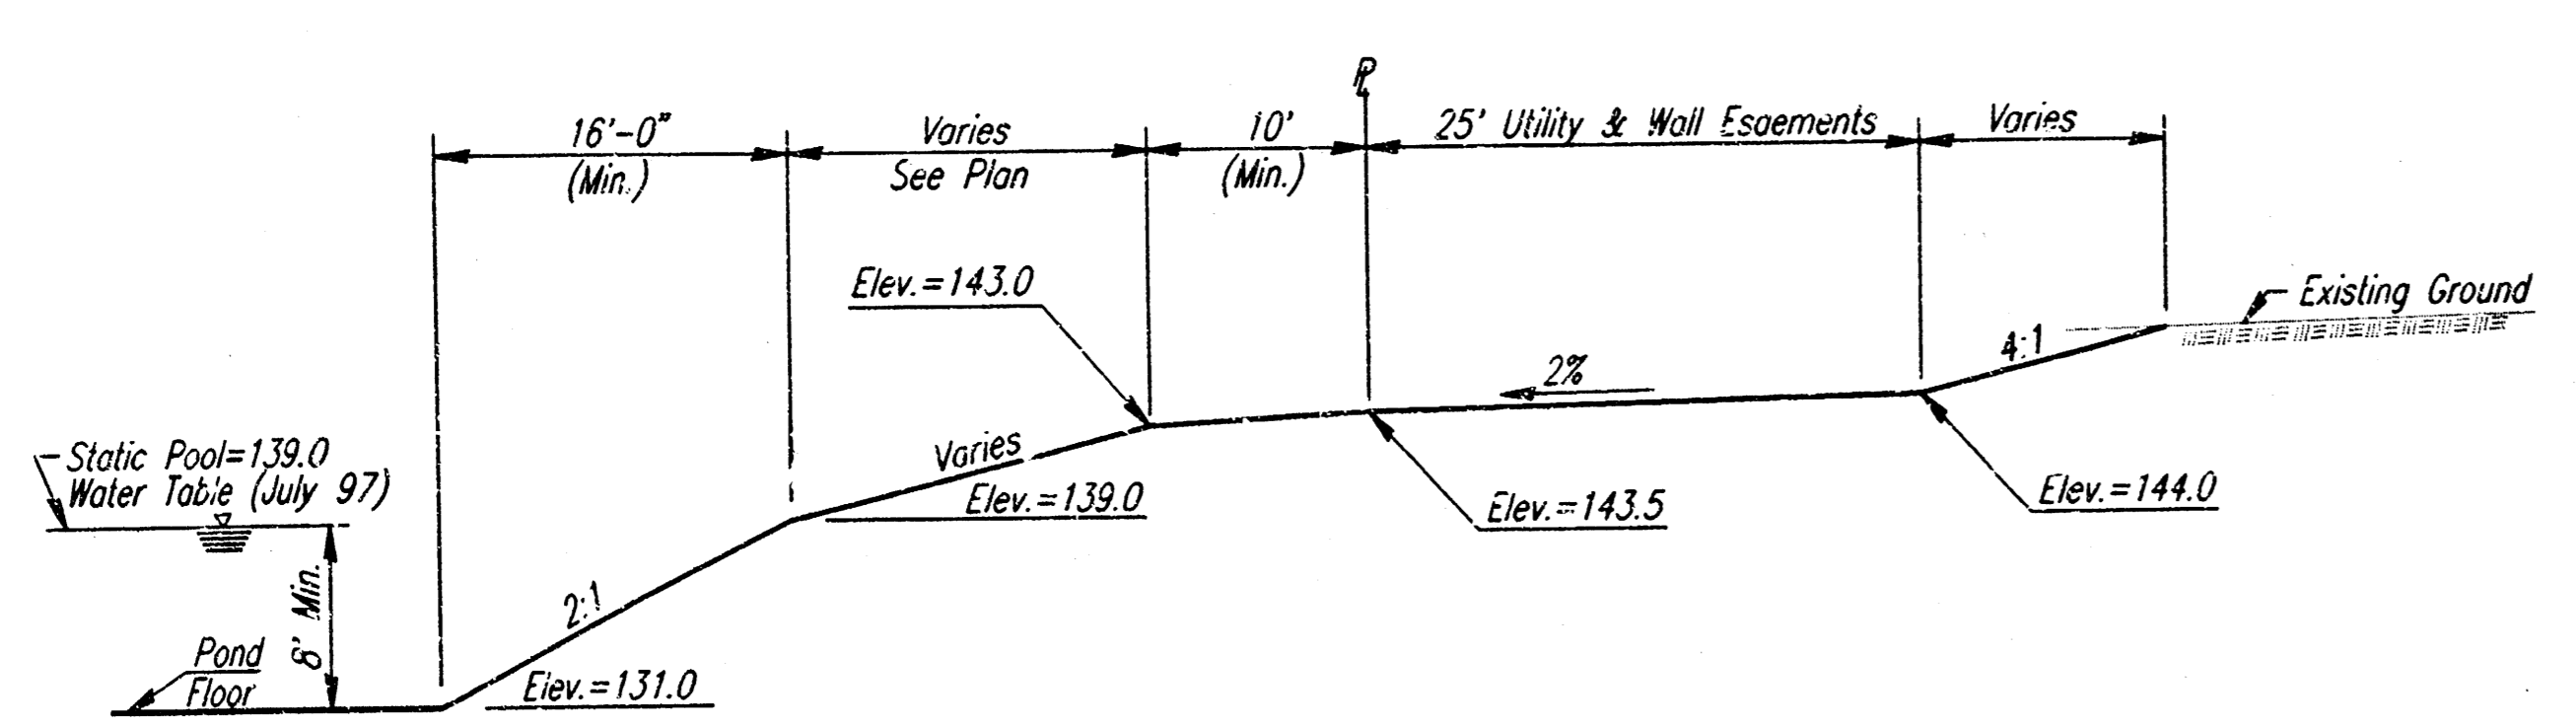 ℄
16'-0"
(Min.)
Varies
See Plan
10'
(Min.)
25' Utility & Wall Esaements
Varies
Elev.=143.0
Existing Ground
4:1
2%
Static Pool=139.0
Water Table (July 97)
Varies
Elev.=139.0
Elev.=143.5
Elev.=144.0
8' Min.
2:1
Pond
Floor
Elev.=131.0